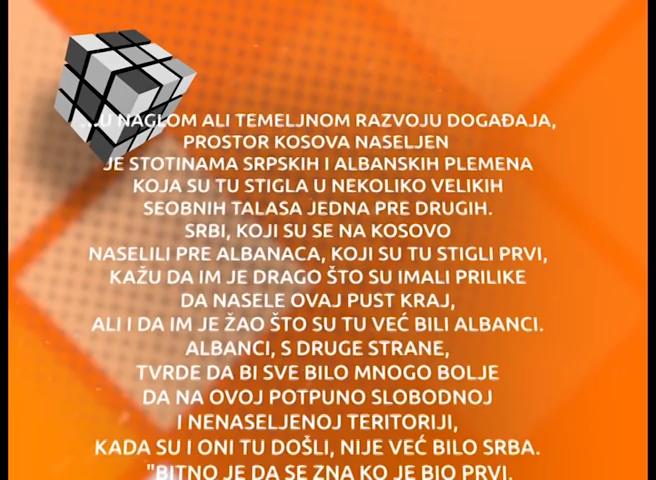 ...U NAGLOM ALI TEMELJNOM RAZVOJU DOGAĐAJA,
PROSTOR KOSOVA NASELJEN
JE STOTINAMA SRPSKIH I ALBANSKIH PLEMENA
KOJA SU TU STIGLA U NEKOLIKO VELIKIH
SEOBNIH TALASA JEDNA PRE DRUGIH.
SRBI, KOJI SU SE NA KOSOVO
NASELILI PRE ALBANACA, KOJI SU TU STIGLI PRVI,
KAŽU DA IM JE DRAGO ŠTO SU IMALI PRILIKE
DA NASELE OVAJ PUST KRAJ,
ALI I DA IM JE ŽAO ŠTO SU TU VEĆ BILI ALBANCI.
ALBANCI, S DRUGE STRANE,
TVRDE DA BI SVE BILO MNOGO BOLJE
DA NA OVOJ POTPUNO SLOBODNOJ
I NENASELJENOJ TERITORIJI,
KADA SU I ONI TU DOŠLI, NIJE VEĆ BILO SRBA.
"BITNO JE DA SE ZNA KO JE BIO PRVI.